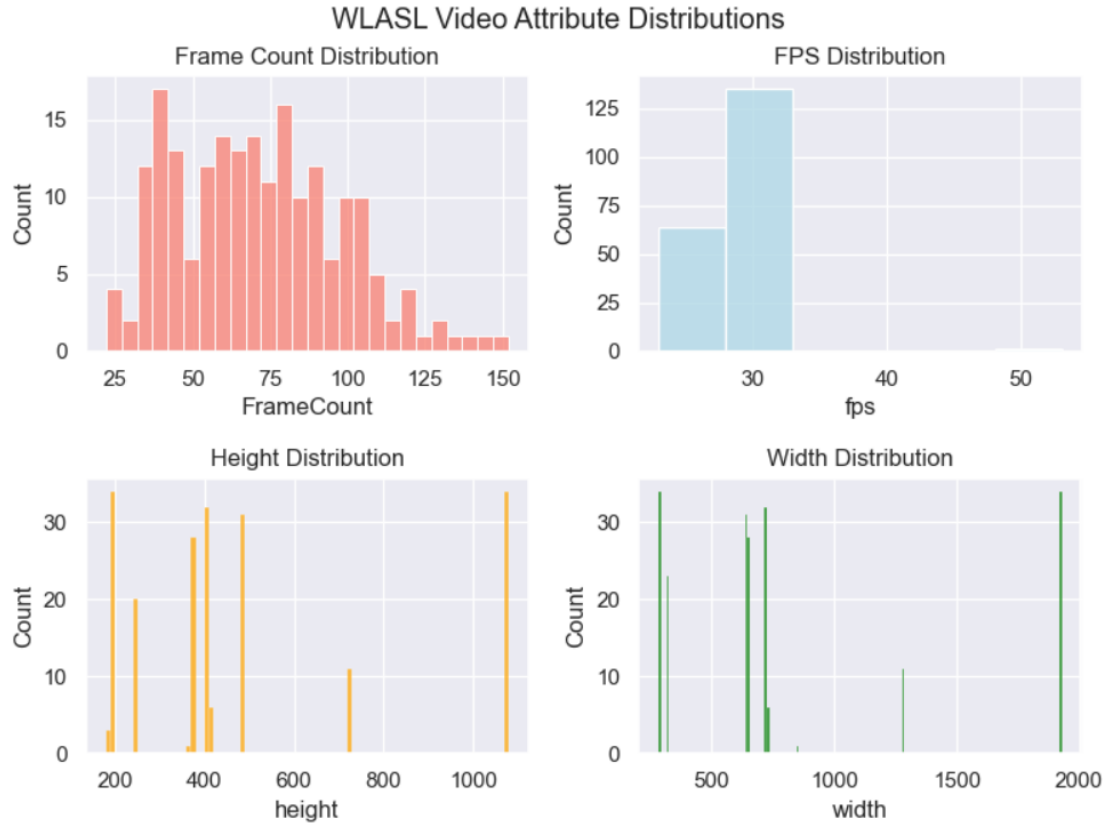 WLASL Video Attribute Distributions
Frame Count Distribution
15
10
5
0
Count
25 50 75 100 125 150
FrameCount
FPS Distribution
125
100
75
50
25
0
Count
30 40 50
fps
Height Distribution
30
20
10
0
Count
200 400 600 800 1000
height
Width Distribution
30
20
10
0
Count
500 1000 1500 2000
width